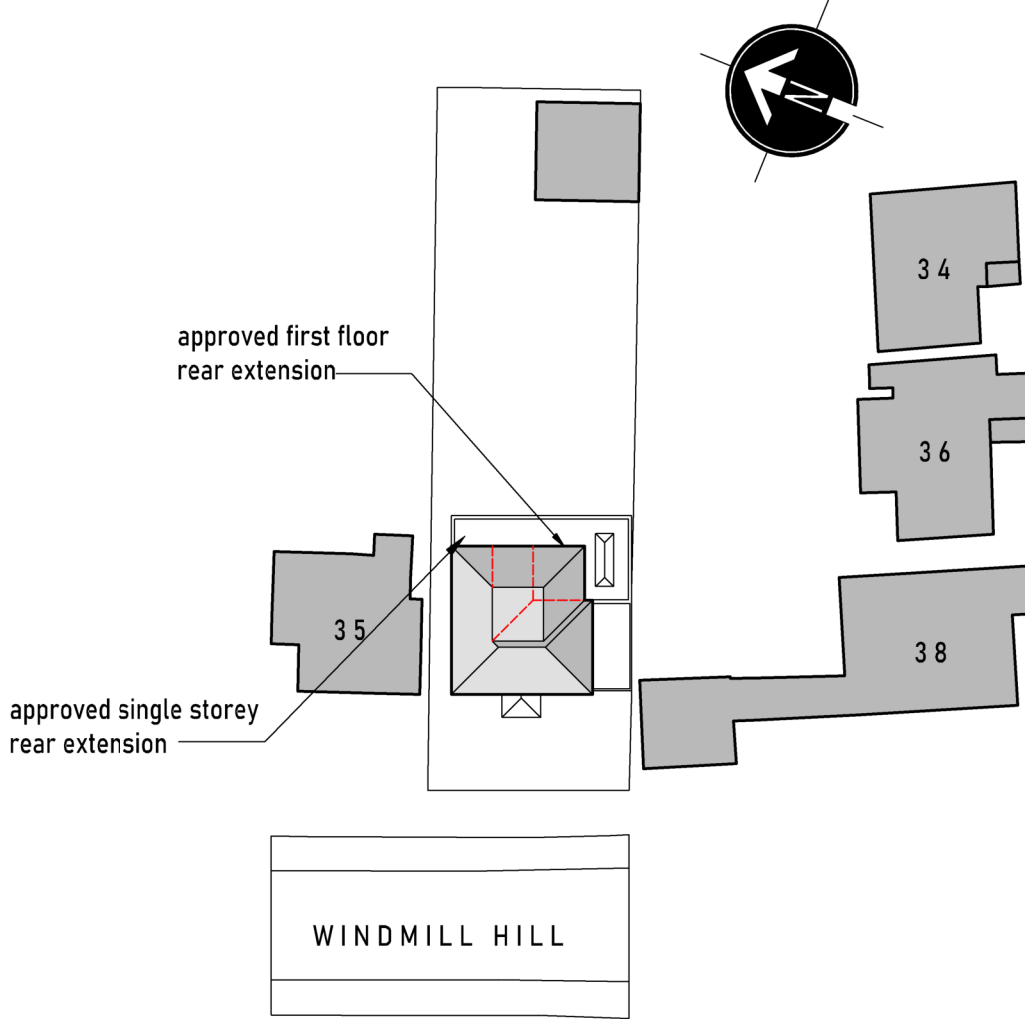 N
34
approved first floor
rear extension
36
35
38
approved single storey
rear extension
WINDMILL HILL